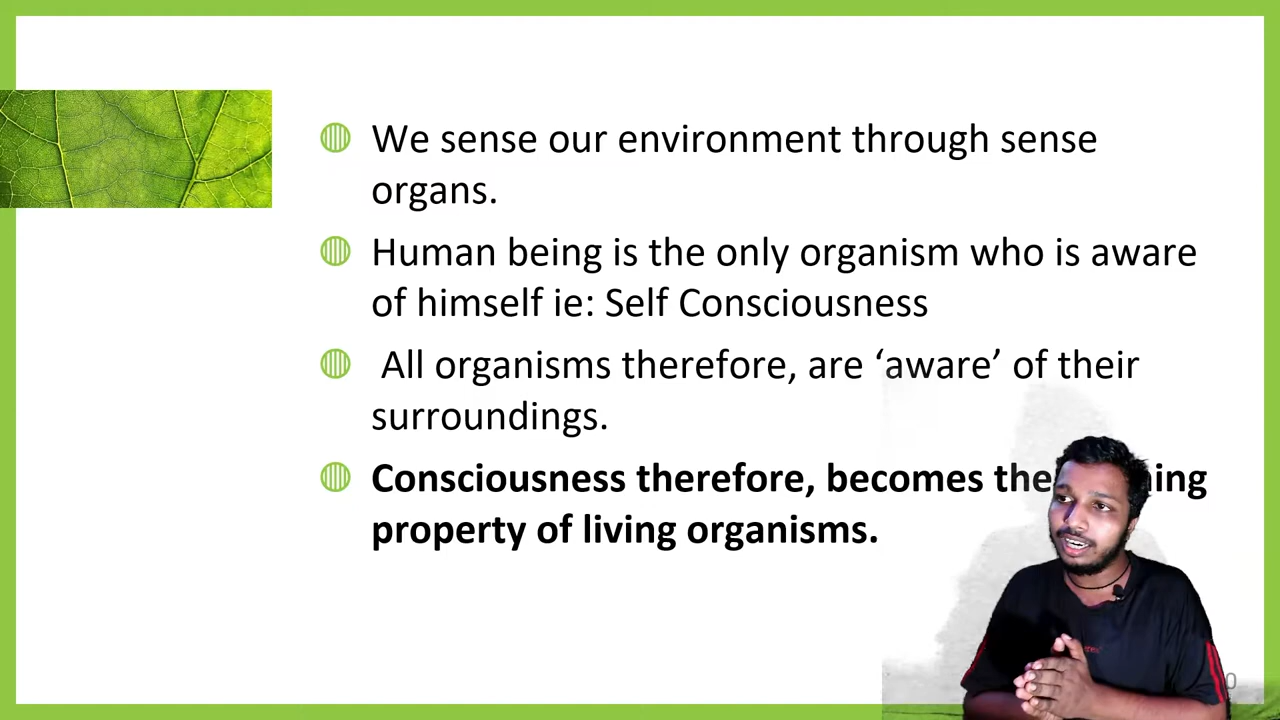 We sense our environment through sense
organs.
Human being is the only organism who is aware
of himself ie: Self Consciousness
All organisms therefore, are ‘aware’ of their
surroundings.
Consciousness therefore, becomes the
property of living organisms.